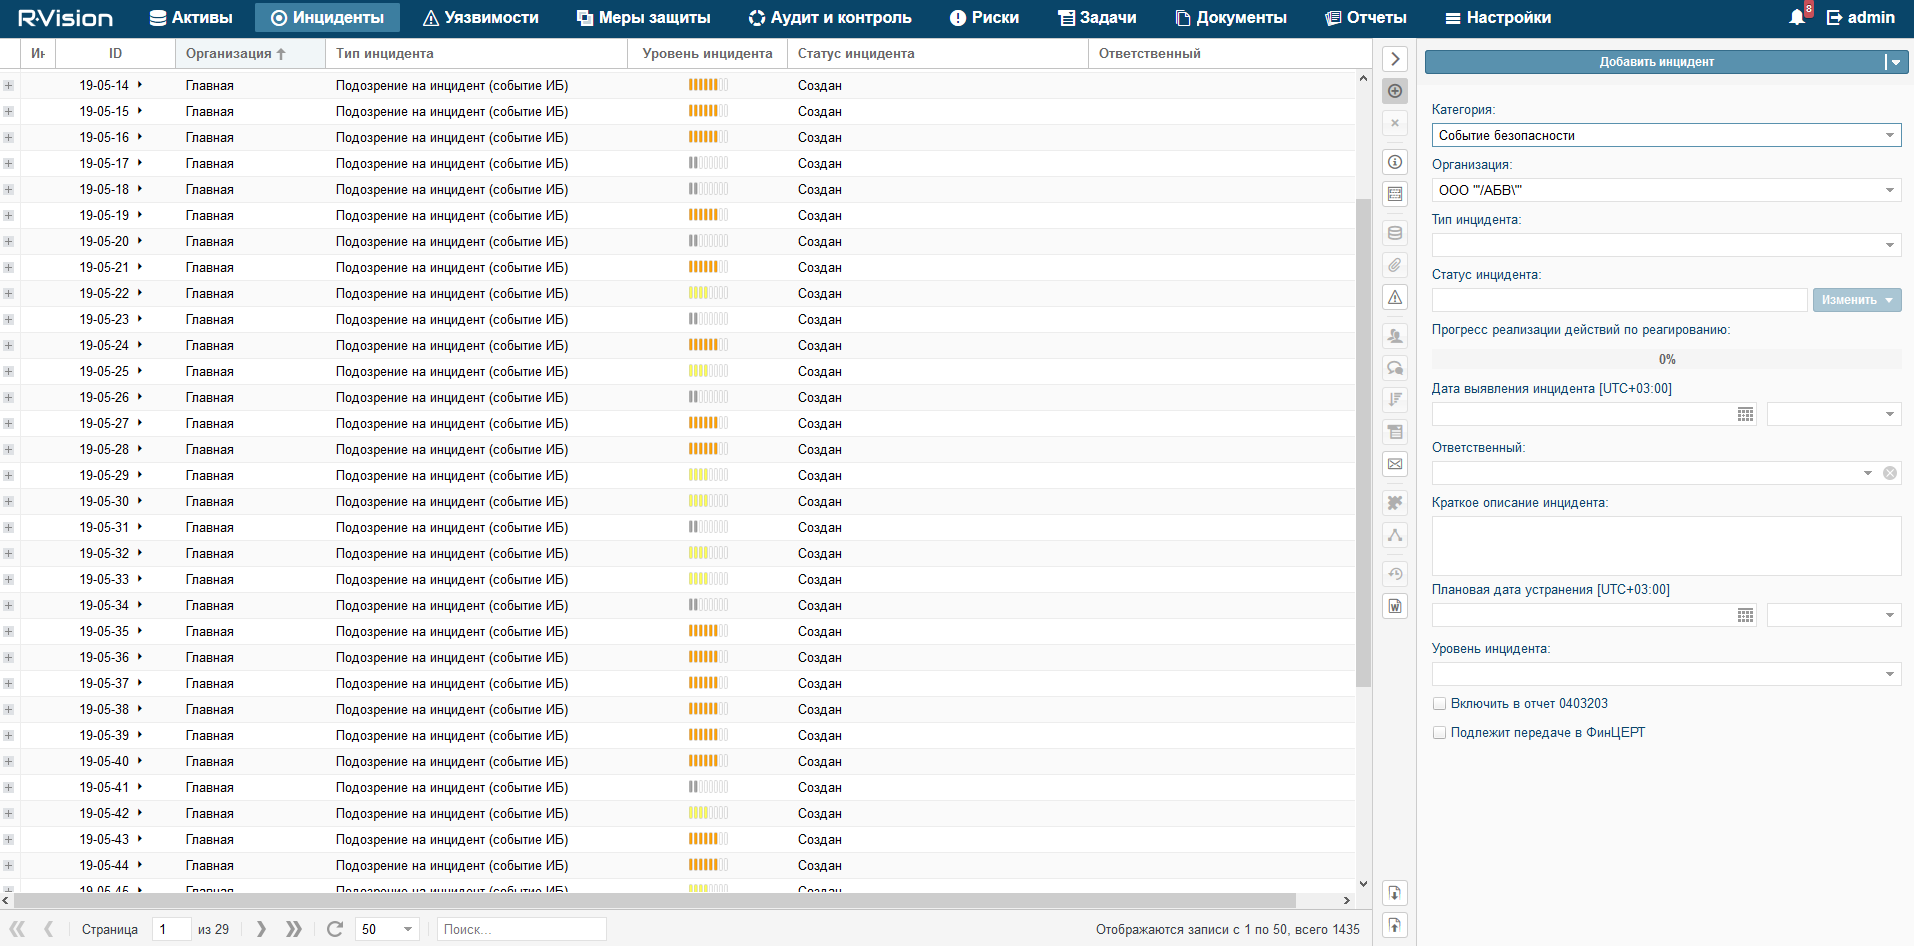 R·Vision Активы Инциденты Уязвимости Меры защиты Аудит и контроль Риски Задачи Документы Отчеты Настройки 8 admin
Ин ID Организация Тип инцидента Уровень инцидента Статус инцидента Ответственный
19-05-14 Главная Подозрение на инцидент (событие ИБ) Создан
19-05-15 Главная Подозрение на инцидент (событие ИБ) Создан
19-05-16 Главная Подозрение на инцидент (событие ИБ) Создан
19-05-17 Главная Подозрение на инцидент (событие ИБ) Создан
19-05-18 Главная Подозрение на инцидент (событие ИБ) Создан
19-05-19 Главная Подозрение на инцидент (событие ИБ) Создан
19-05-20 Главная Подозрение на инцидент (событие ИБ) Создан
19-05-21 Главная Подозрение на инцидент (событие ИБ) Создан
19-05-22 Главная Подозрение на инцидент (событие ИБ) Создан
19-05-23 Главная Подозрение на инцидент (событие ИБ) Создан
19-05-24 Главная Подозрение на инцидент (событие ИБ) Создан
19-05-25 Главная Подозрение на инцидент (событие ИБ) Создан
19-05-26 Главная Подозрение на инцидент (событие ИБ) Создан
19-05-27 Главная Подозрение на инцидент (событие ИБ) Создан
19-05-28 Главная Подозрение на инцидент (событие ИБ) Создан
19-05-29 Главная Подозрение на инцидент (событие ИБ) Создан
19-05-30 Главная Подозрение на инцидент (событие ИБ) Создан
19-05-31 Главная Подозрение на инцидент (событие ИБ) Создан
19-05-32 Главная Подозрение на инцидент (событие ИБ) Создан
19-05-33 Главная Подозрение на инцидент (событие ИБ) Создан
19-05-34 Главная Подозрение на инцидент (событие ИБ) Создан
19-05-35 Главная Подозрение на инцидент (событие ИБ) Создан
19-05-36 Главная Подозрение на инцидент (событие ИБ) Создан
19-05-37 Главная Подозрение на инцидент (событие ИБ) Создан
19-05-38 Главная Подозрение на инцидент (событие ИБ) Создан
19-05-39 Главная Подозрение на инцидент (событие ИБ) Создан
19-05-40 Главная Подозрение на инцидент (событие ИБ) Создан
19-05-41 Главная Подозрение на инцидент (событие ИБ) Создан
19-05-42 Главная Подозрение на инцидент (событие ИБ) Создан
19-05-43 Главная Подозрение на инцидент (событие ИБ) Создан
19-05-44 Главная Подозрение на инцидент (событие ИБ) Создан
19-05-45 Главная Подозрение на инцидент (событие ИБ) Создан
Страница 1 из 29 50 Поиск... Отображаются записи с 1 по 50, всего 1435
Добавить инцидент
Категория:
Событие безопасности
Организация:
ООО '"/АБВ\"'
Тип инцидента:
Статус инцидента:
Изменить
Прогресс реализации действий по реагированию:
0%
Дата выявления инцидента [UTC+03:00]
Ответственный:
Краткое описание инцидента:
Плановая дата устранения [UTC+03:00]
Уровень инцидента:
Включить в отчет 0403203
Подлежит передаче в ФинЦЕРТ